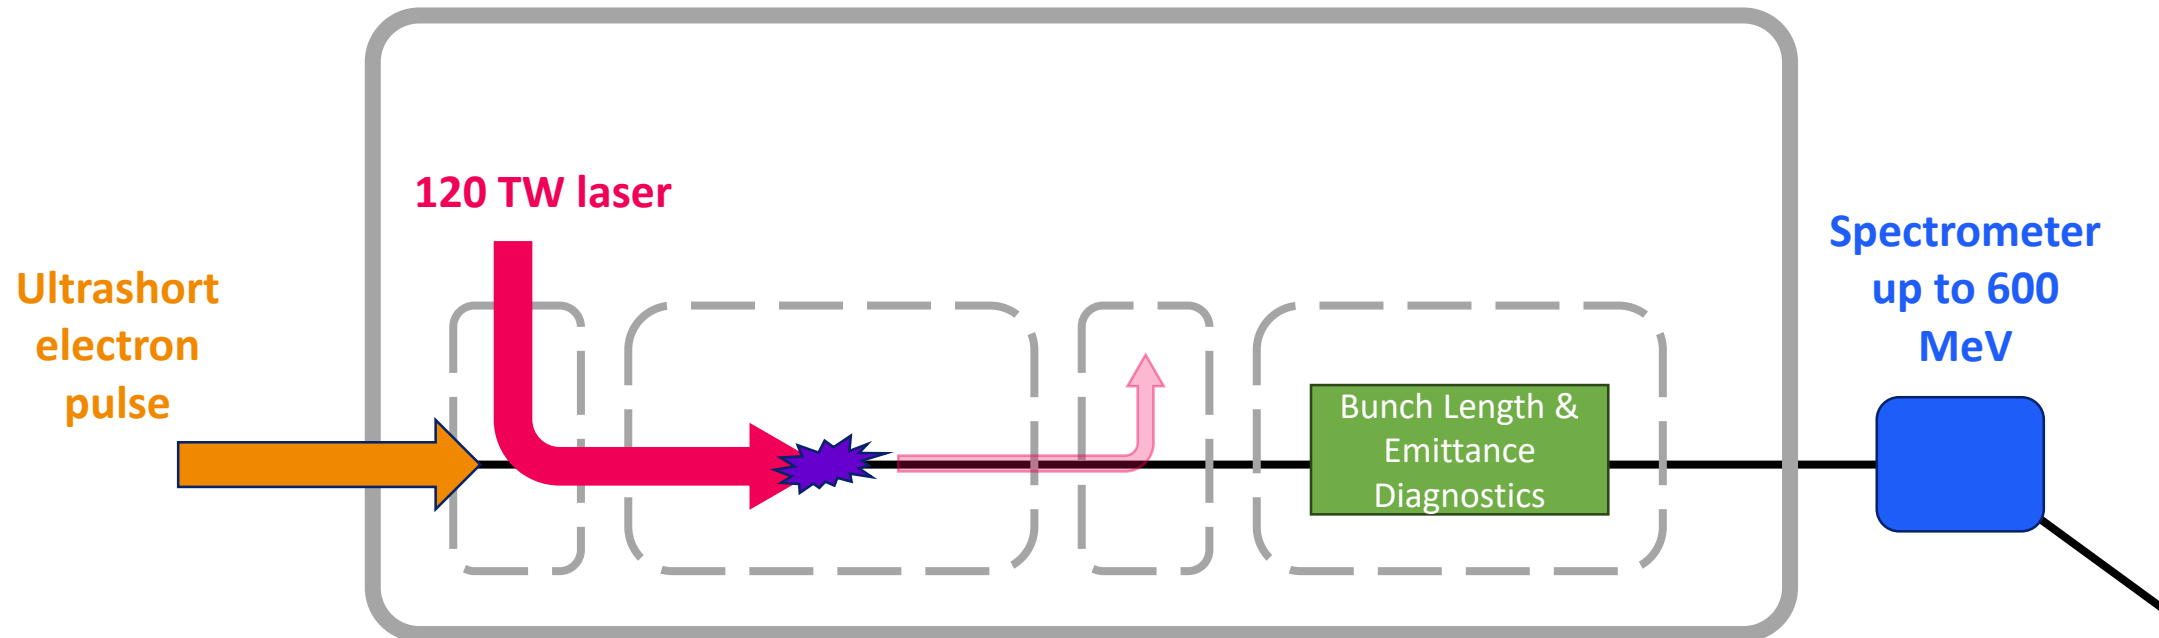 120 TW laser
Ultrashort
electron
pulse
Bunch Length &
Emittance
Diagnostics
Spectrometer
up to 600
MeV